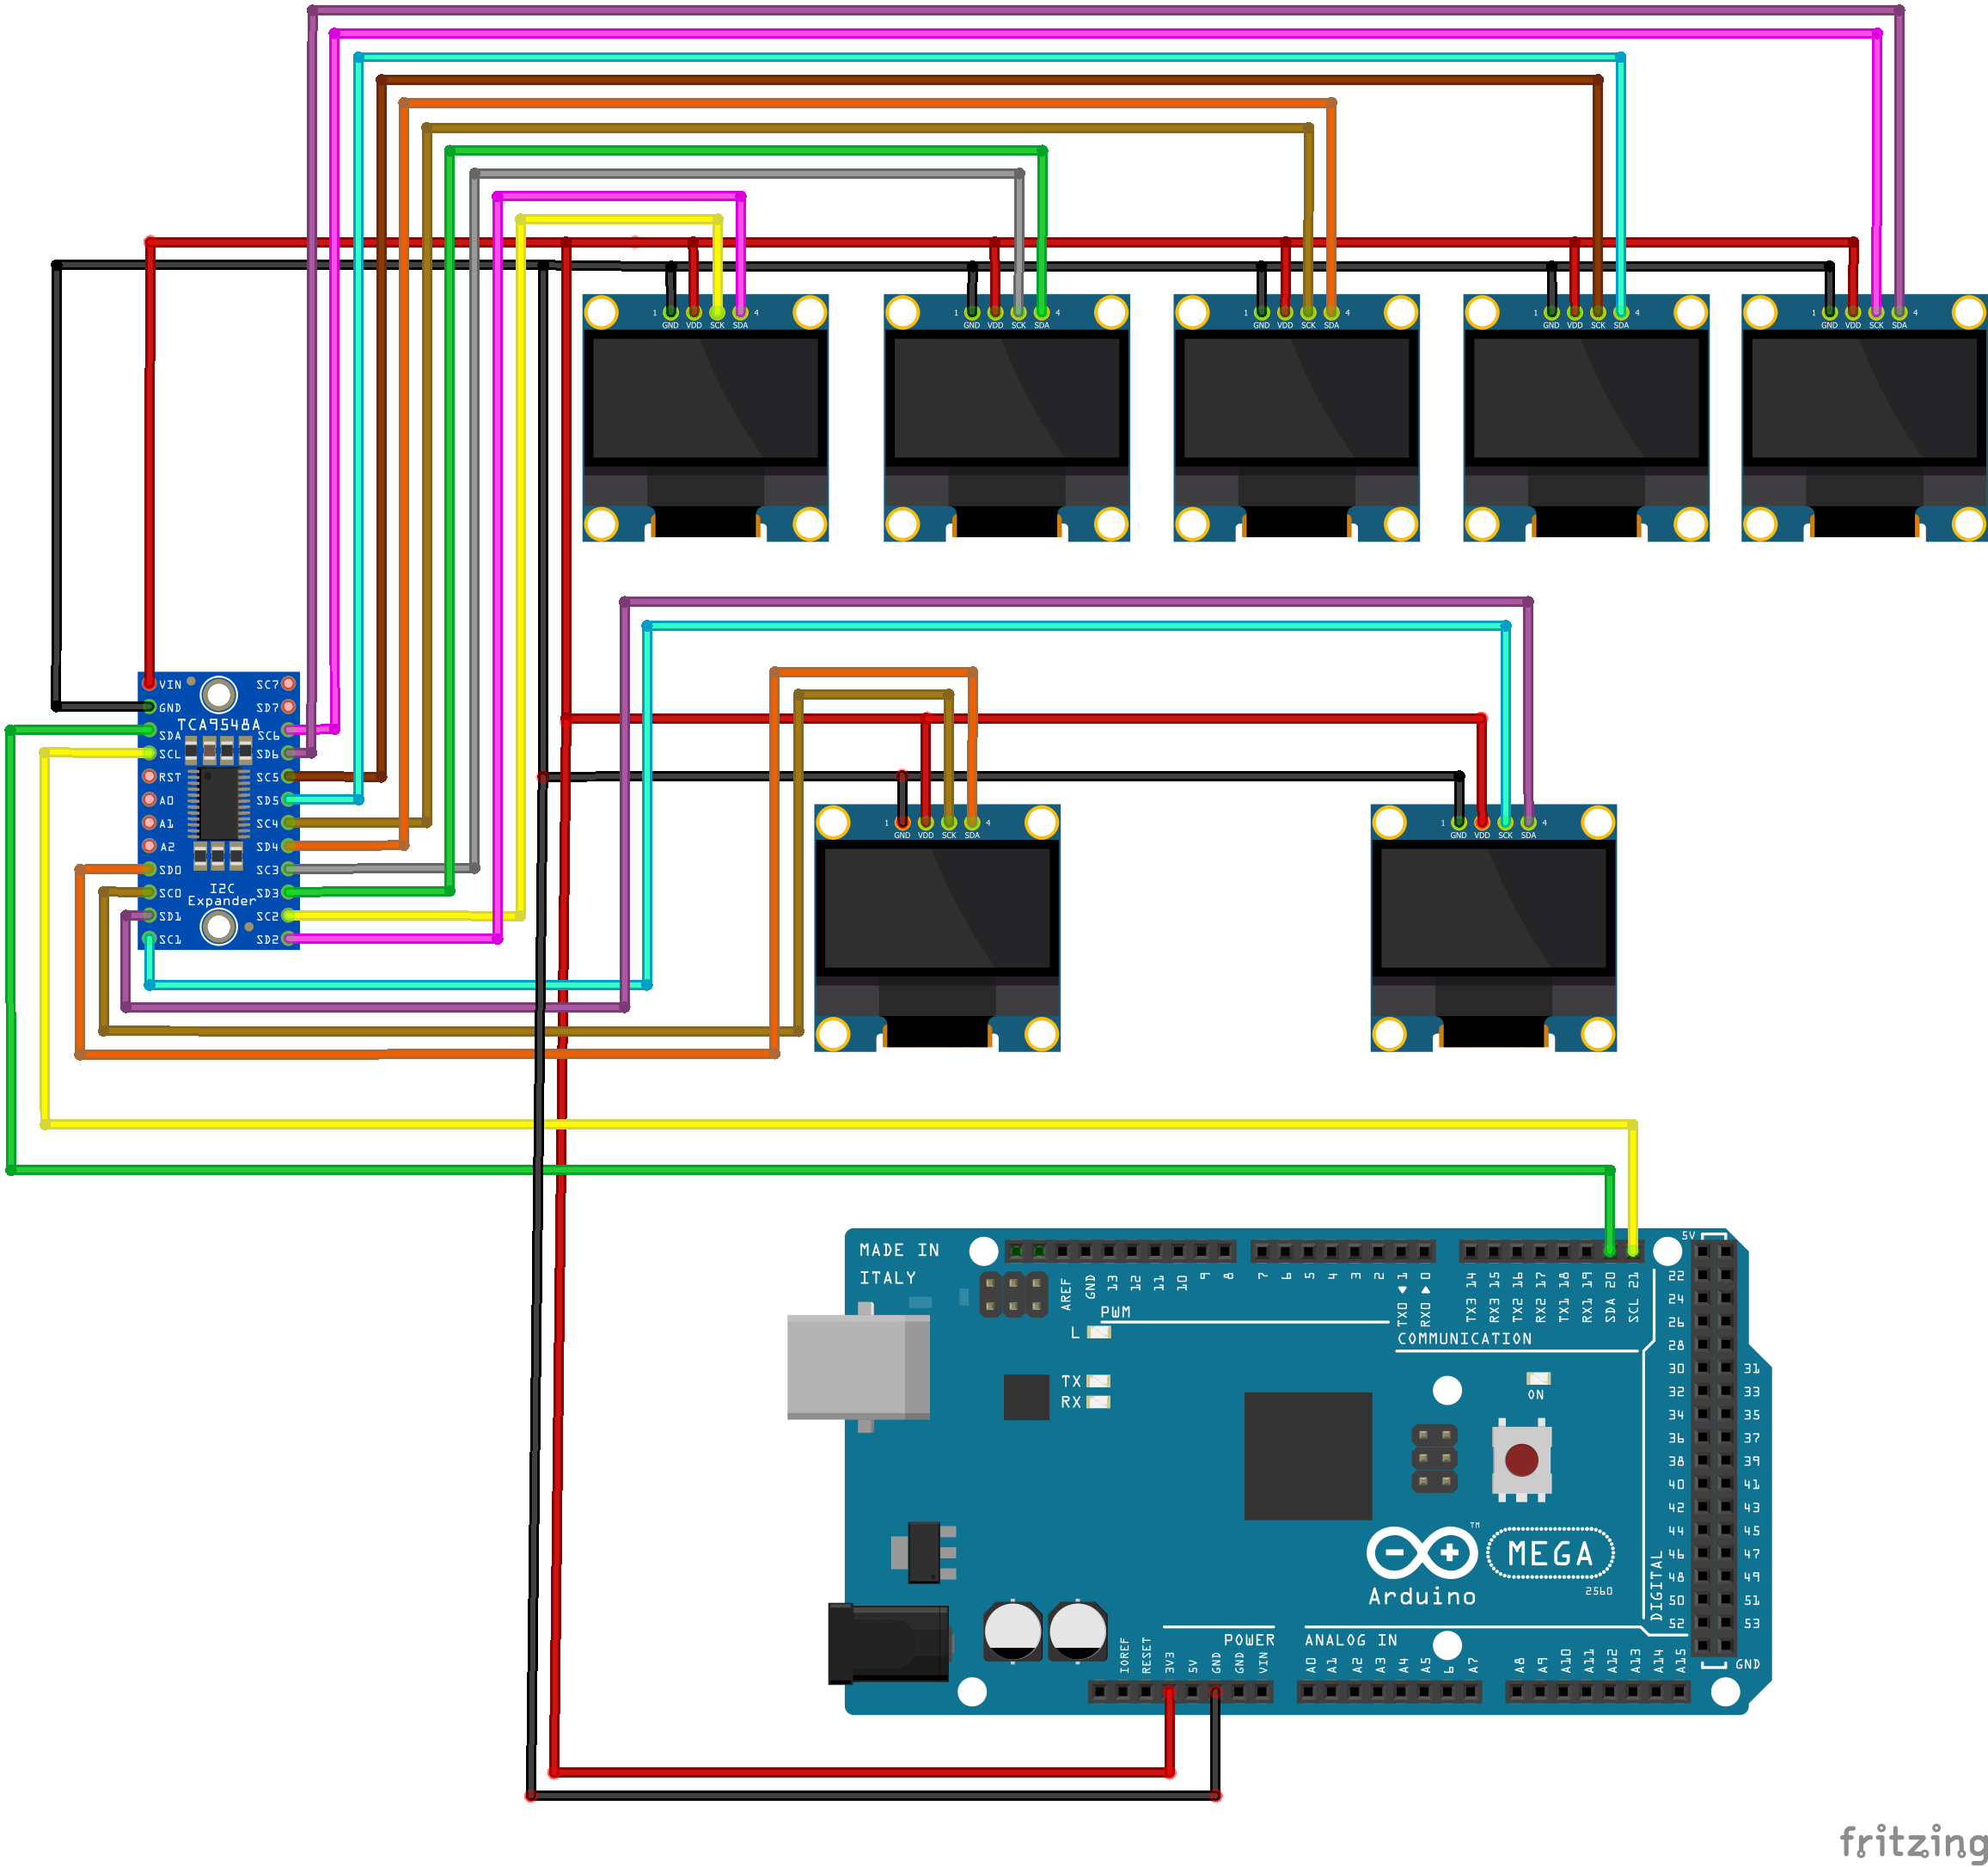 1 GND VDD SCK SDA 4
1 GND VDD SCK SDA 4
1 GND VDD SCK SDA 4
1 GND VDD SCK SDA 4
1 GND VDD SCK SDA 4
VIN SC7
GND SD7
TCA9548A
SDA SC6
SCL SD6
RST SC5
A0 SD5
A1 SC4
A2 SD4
SD0 SC3
SC0 SD3
SD1 SC2
SC1 SD2
I2C
Expander
1 GND VDD SCK SDA 4
1 GND VDD SCK SDA 4
MADE IN
ITALY
AREF
GND
13
12
11
10
9
8
7
6
5
4
3
2
TX0 ▶ 1
RX0 ◀ 0
TX3 14
RX3 15
TX2 16
RX2 17
TX1 18
RX1 19
SDA 20
SCL 21
5V
PWM
L
COMMUNICATION
TX
RX
ON
22
24
26
28
30 31
32 33
34 35
36 37
38 39
40 41
42 43
44 45
46 47
48 49
50 51
52 53
GND
DIGITAL
TM
MEGA
2560
Arduino
POWER
ANALOG IN
IOREF
RESET
3V3
5V
GND
GND
VIN
A0
A1
A2
A3
A4
A5
6
A7
A8
A9
A10
A11
A12
A13
A14
A15
fritzing